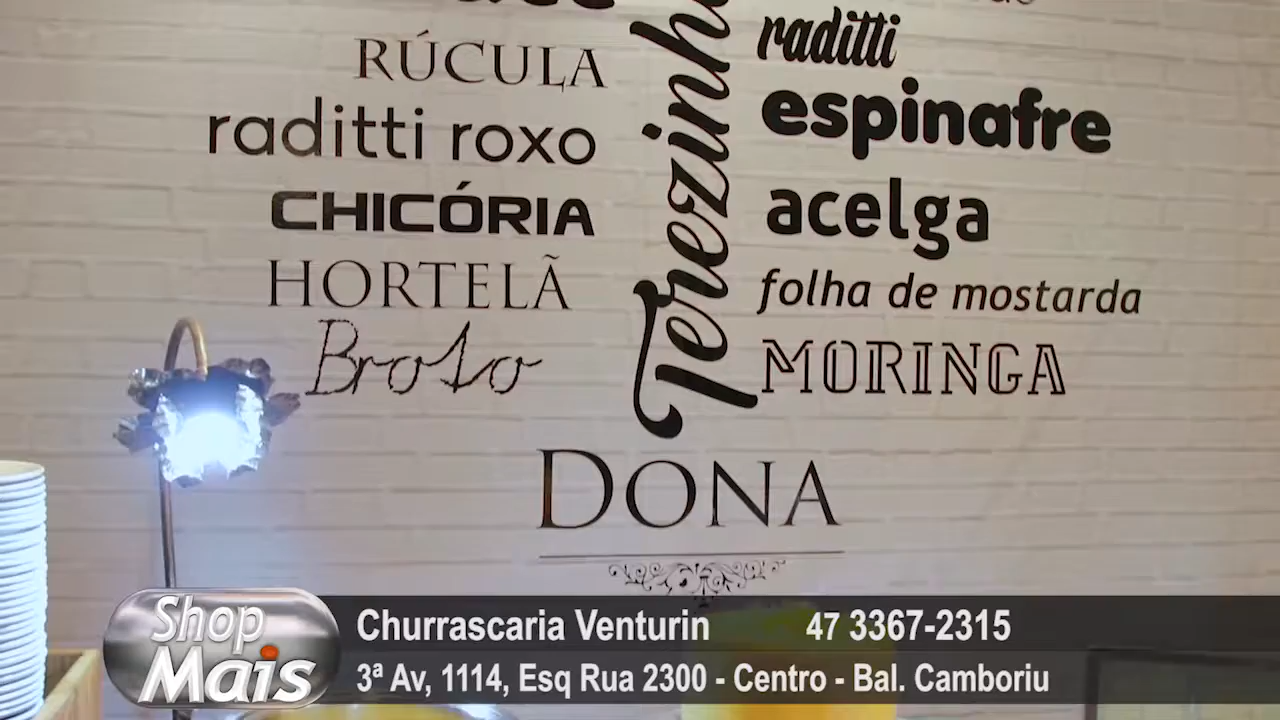 RÚCULA
raditti roxo
CHICÓRIA
HORTELÃ
Broto
raditti
espinafre
acelga
folha de mostarda
MORINGA
DONA
Shop
Mais
Churrascaria Venturin 47 3367-2315
3ª Av, 1114, Esq Rua 2300 - Centro - Bal. Camboriu